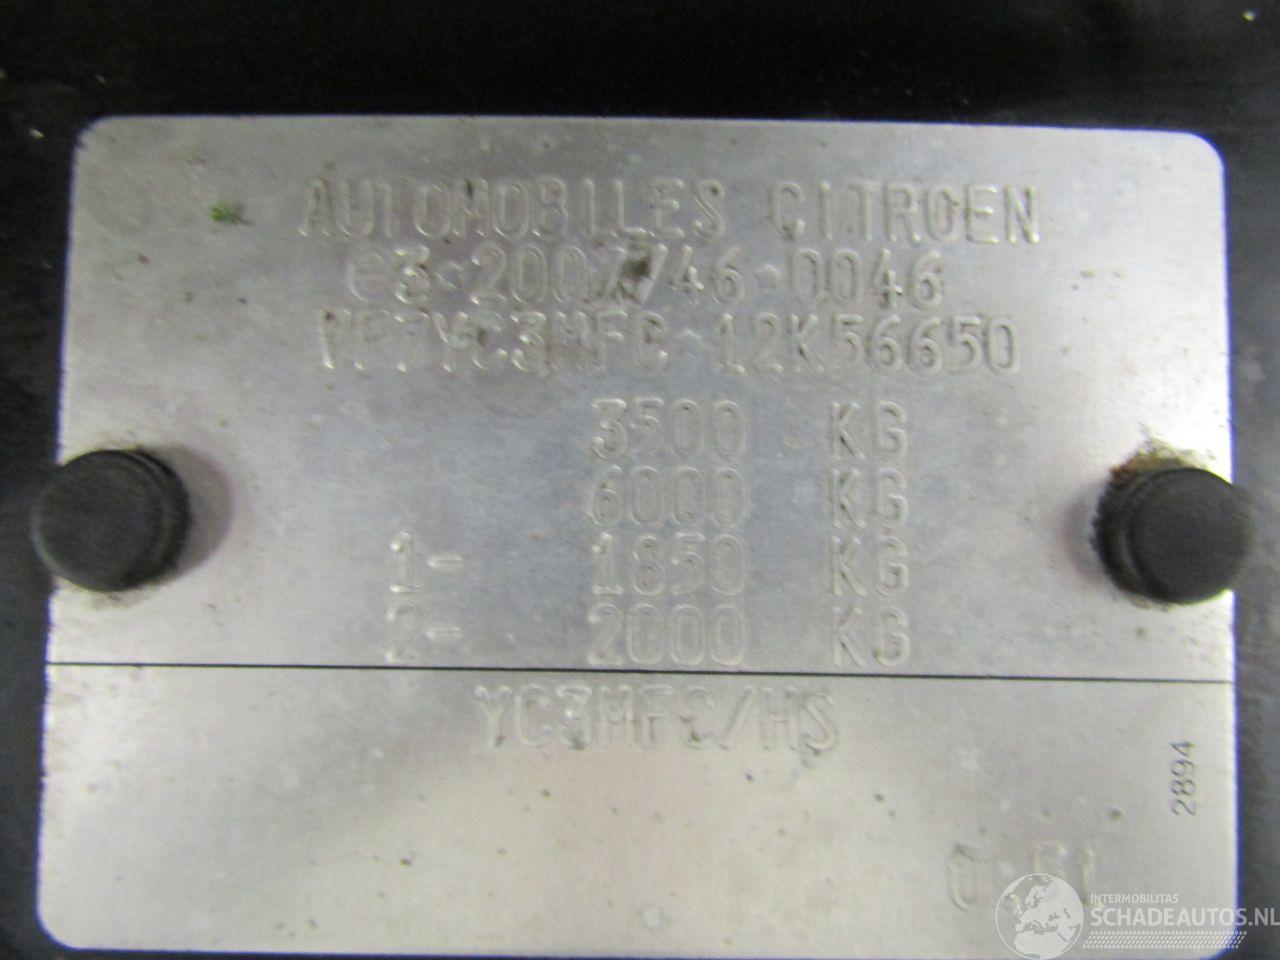 AUTOMOBILES CITROEN
e3*2007/46*0046
VF7YC3MFC 12K56650
3500 KG
6000 KG
1- 1850 KG
2- 2000 KG
YC3MFC/HS
2894
INTERMOBILITAS
SCHADEAUTOS.NL